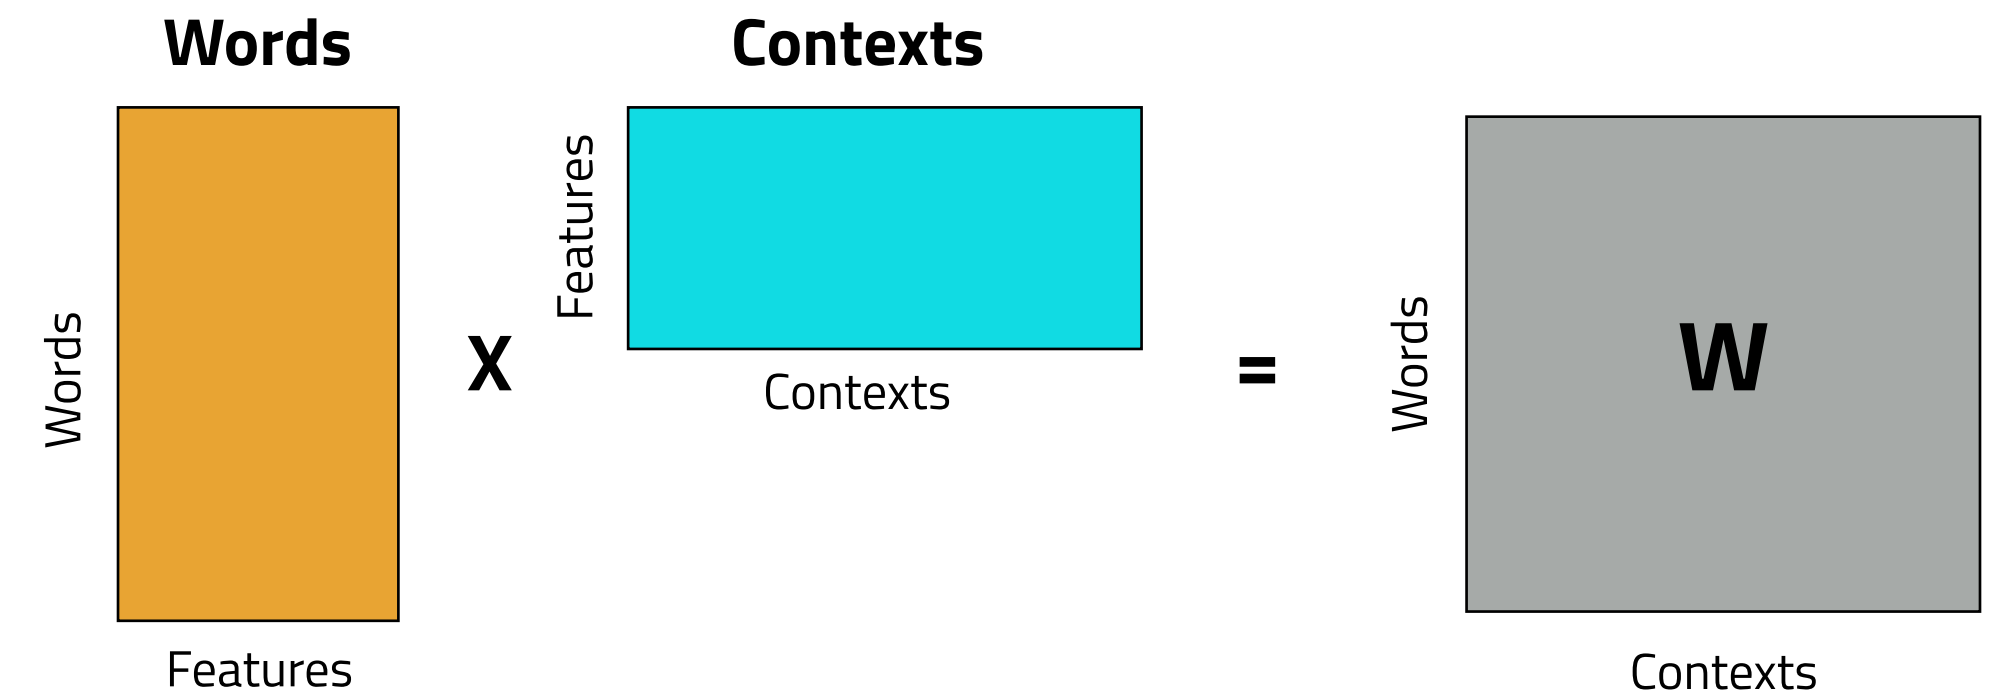 Words
Contexts
Words
Features
X
Features
Contexts
=
Words
W
Contexts